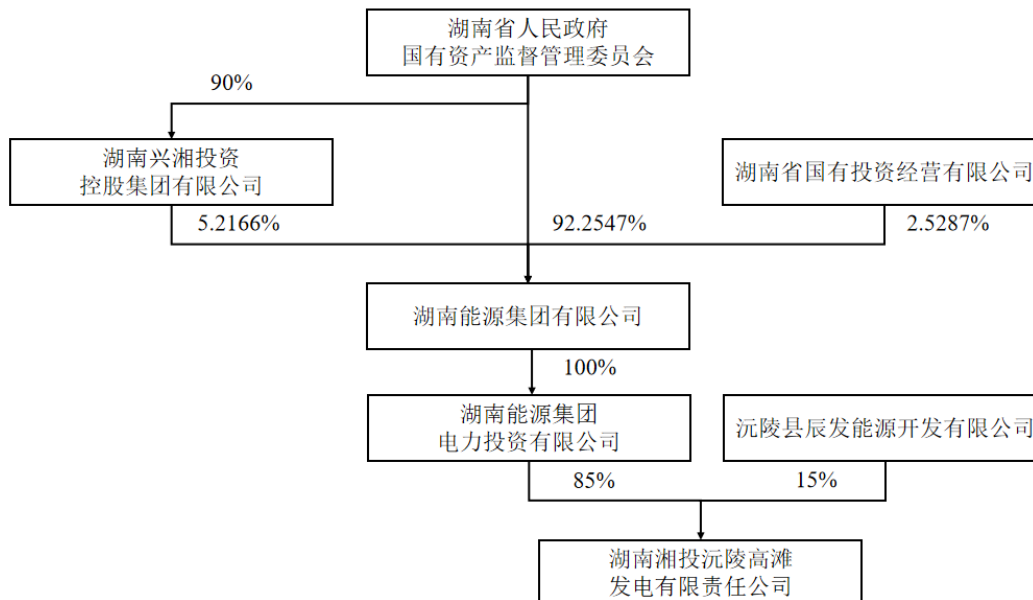 湖南省人民政府
国有资产监督管理委员会
90%
湖南兴湘投资
控股集团有限公司
湖南省国有投资经营有限公司
5.2166%
92.2547%
2.5287%
湖南能源集团有限公司
100%
湖南能源集团
电力投资有限公司
沅陵县辰发能源开发有限公司
85%
15%
湖南湘投沅陵高滩
发电有限责任公司